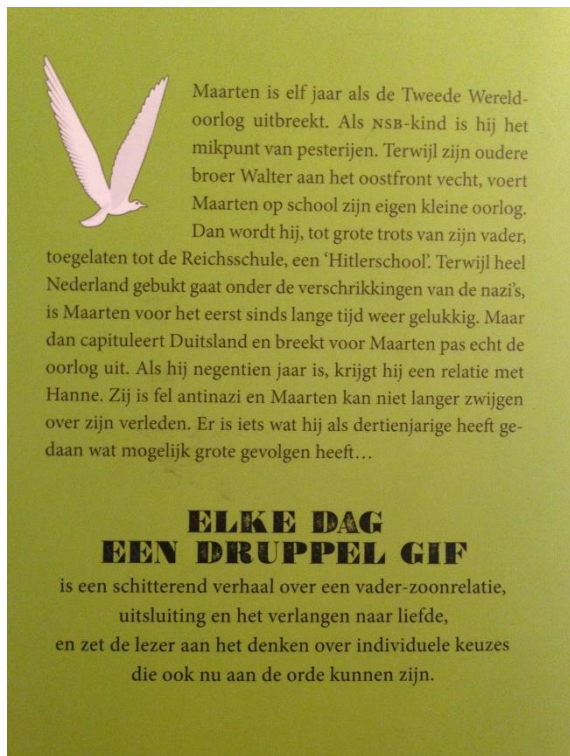 Maarten is elf jaar als de Tweede Wereld-
oorlog uitbreekt. Als NSB-kind is hij het
mikpunt van pesterijen. Terwijl zijn oudere
broer Walter aan het oostfront vecht, voert
Maarten op school zijn eigen kleine oorlog.
Dan wordt hij, tot grote trots van zijn vader,
toegelaten tot de Reichsschule, een ‘Hitlerschool’. Terwijl heel
Nederland gebukt gaat onder de verschrikkingen van de nazi’s,
is Maarten voor het eerst sinds lange tijd weer gelukkig. Maar
dan capituleert Duitsland en breekt voor Maarten pas echt de
oorlog uit. Als hij negentien jaar is, krijgt hij een relatie met
Hanne. Zij is fel antinazi en Maarten kan niet langer zwijgen
over zijn verleden. Er is iets wat hij als dertienjarige heeft ge-
daan wat mogelijk grote gevolgen heeft…
ELKE DAG
EEN DRUPPEL GIF
is een schitterend verhaal over een vader-zoonrelatie,
uitsluiting en het verlangen naar liefde,
en zet de lezer aan het denken over individuele keuzes
die ook nu aan de orde kunnen zijn.